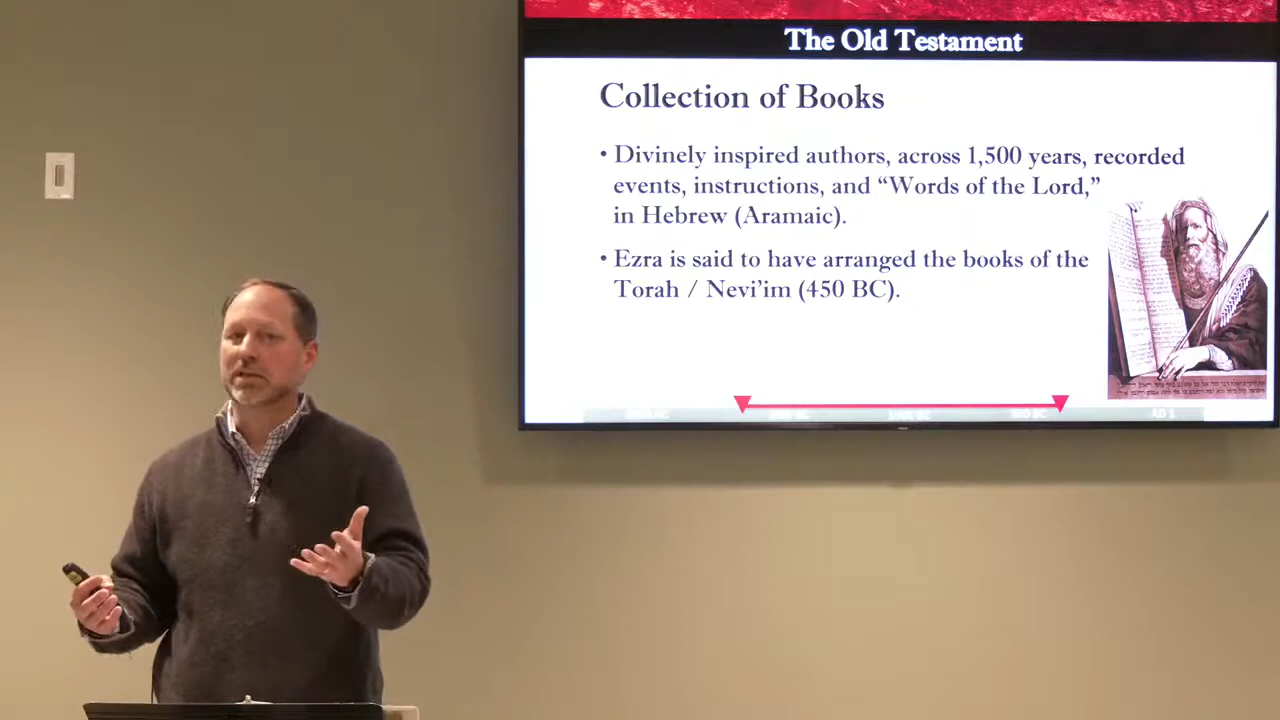 The Old Testament
Collection of Books
• Divinely inspired authors, across 1,500 years, recorded
events, instructions, and “Words of the Lord,”
in Hebrew (Aramaic).
• Ezra is said to have arranged the books of the
Torah / Nevi’im (450 BC).
AD 1